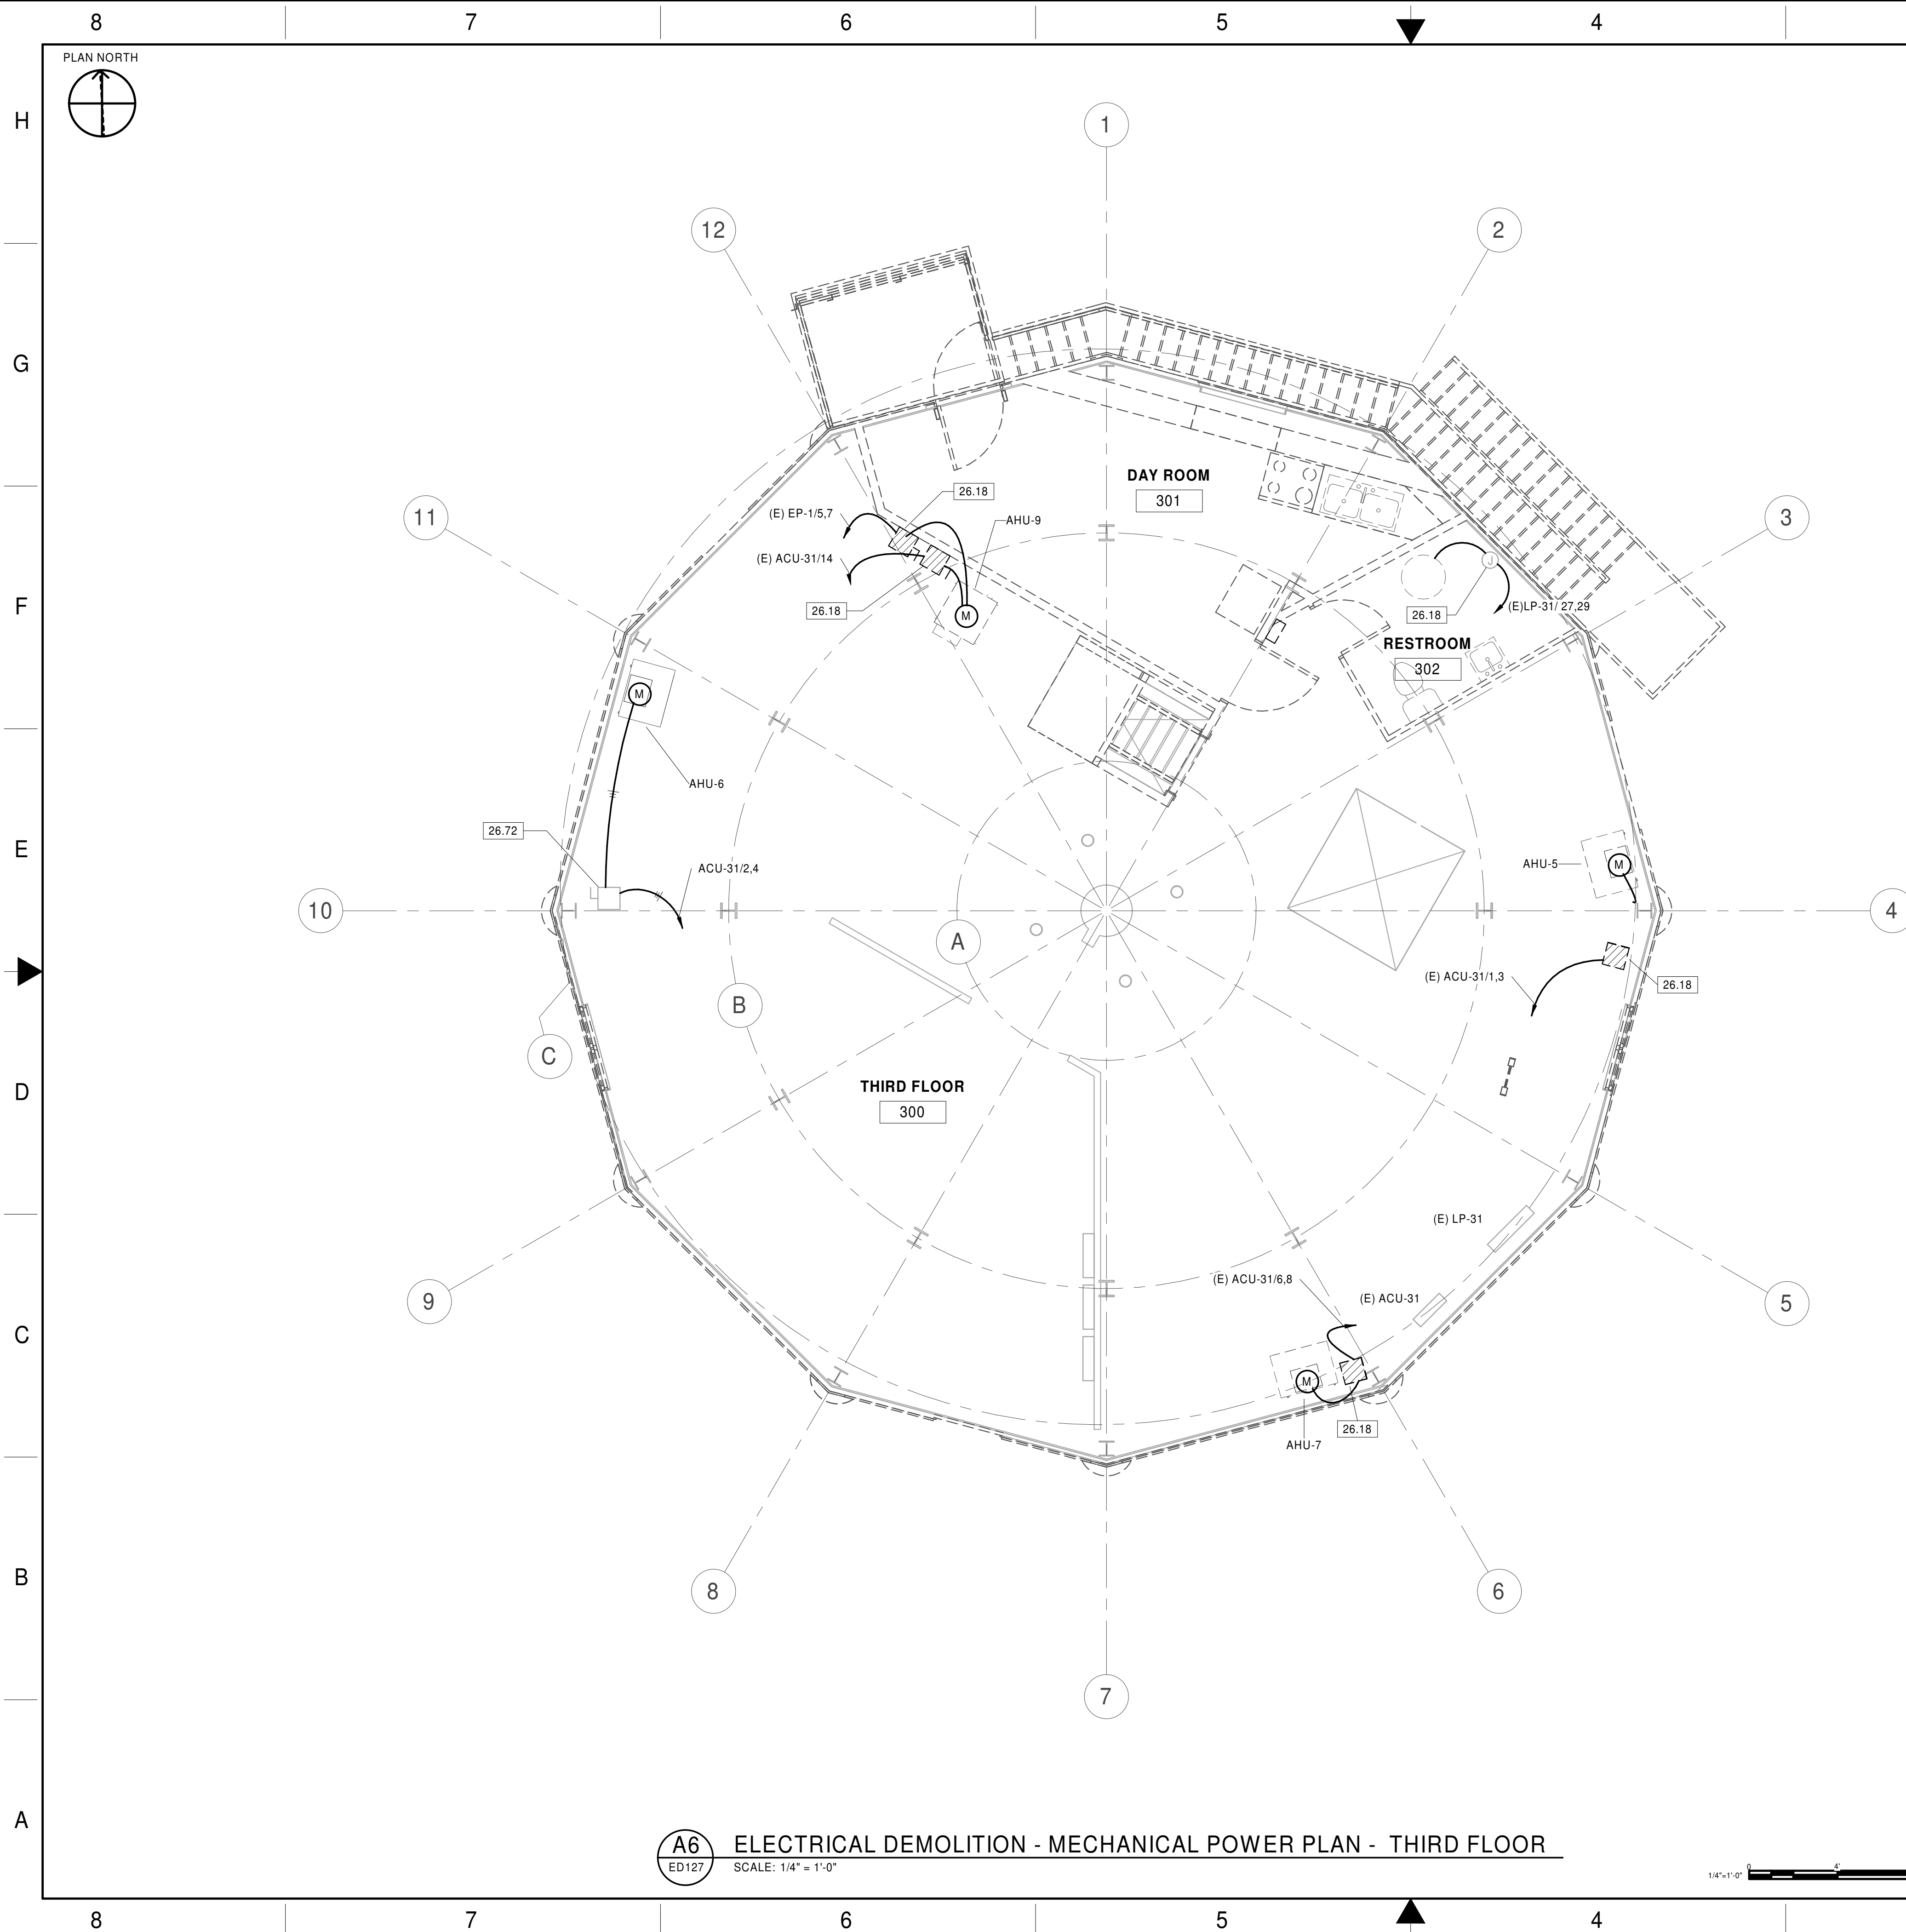 8 7 6 5 4
PLAN NORTH
H
1
12
2
G
DAY ROOM
301
26.18
(E) EP-1/5,7
AHU-9
11
3
(E) ACU-31/14
J
F
26.18
26.18
(E)LP-31/ 27,29
M
RESTROOM
302
M
AHU-6
26.72
E
AHU-5
M
ACU-31/2,4
10
4
A
(E) ACU-31/1,3
26.18
B
C
D
THIRD FLOOR
300
(E) LP-31
(E) ACU-31/6,8
(E) ACU-31
9
5
C
M
26.18
AHU-7
B
8
6
7
A
A6
ED127
ELECTRICAL DEMOLITION - MECHANICAL POWER PLAN - THIRD FLOOR
SCALE: 1/4" = 1'-0"
1/4"=1'-0"
0 4'
8 7 6 5 4